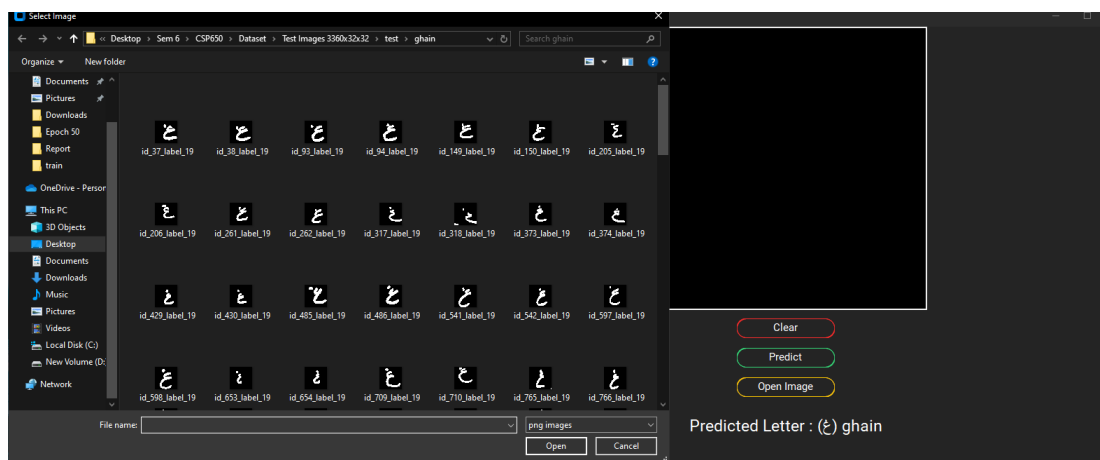 Select Image
« Desktop › Sem 6 › CSP650 › Dataset › Test Images 3360x32x32 › test › ghain
Search ghain
Organize
New folder
Documents
Pictures
Downloads
Epoch 50
Report
train
OneDrive - Person
This PC
3D Objects
Desktop
Documents
Downloads
Music
Pictures
Videos
Local Disk (C:)
New Volume (D:
Network
غ غ غ غ غ غ غ
id_37_label_19 id_38_label_19 id_93_label_19 id_94_label_19 id_149_label_19 id_150_label_19 id_205_label_19
غ غ غ غ غ غ غ
id_206_label_19 id_261_label_19 id_262_label_19 id_317_label_19 id_318_label_19 id_373_label_19 id_374_label_19
غ غ غ غ غ غ غ
id_429_label_19 id_430_label_19 id_485_label_19 id_486_label_19 id_541_label_19 id_542_label_19 id_597_label_19
غ غ غ غ غ غ غ
id_598_label_19 id_653_label_19 id_654_label_19 id_709_label_19 id_710_label_19 id_765_label_19 id_766_label_19
File name:
png images
Open Cancel
Clear
Predict
Open Image
Predicted Letter : (غ) ghain